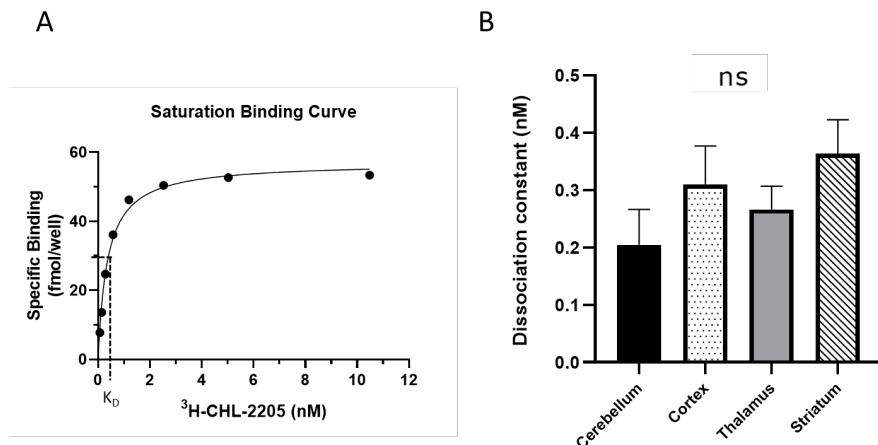 A
B
Saturation Binding Curve
Specific Binding
(fmol/well)
60
40
20
0
0
2
4
6
8
10
12
K_D
³H-CHL-2205 (nM)
ns
Dissociation constant (nM)
0.5
0.4
0.3
0.2
0.1
0.0
Cerebellum
Cortex
Thalamus
Striatum